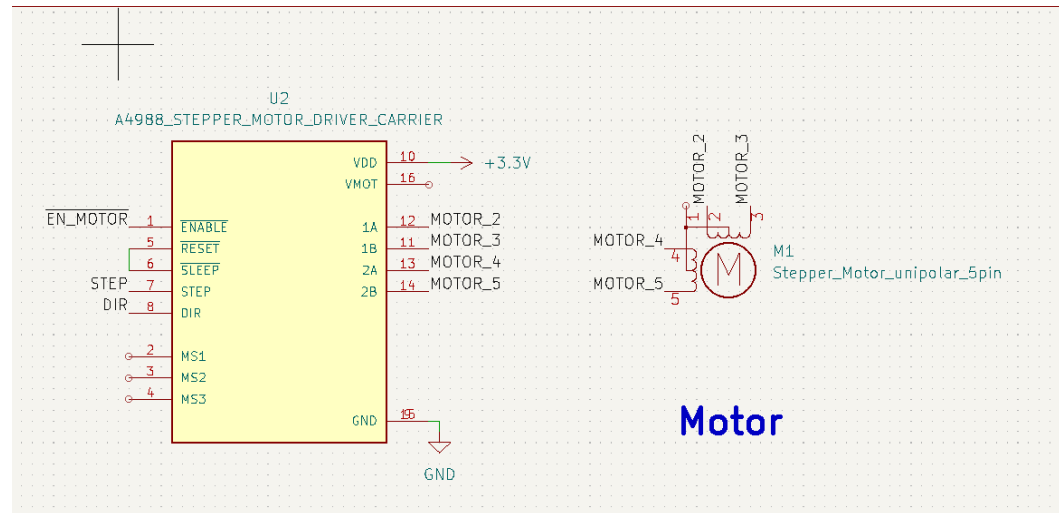 U2
A4988_STEPPER_MOTOR_DRIVER_CARRIER
VDD 10 +3.3V
VMOT 16
EN_MOTOR 1 ENABLE
1A 12 MOTOR_2
5 RESET
1B 11 MOTOR_3
6 SLEEP
2A 13 MOTOR_4
STEP 7 STEP
2B 14 MOTOR_5
DIR 8 DIR
2 MS1
3 MS2
4 MS3
GND 15
GND
MOTOR_2
MOTOR_3
1 2 3
MOTOR_4 4
MOTOR_5 5
M
M1
Stepper_Motor_unipolar_5pin
Motor